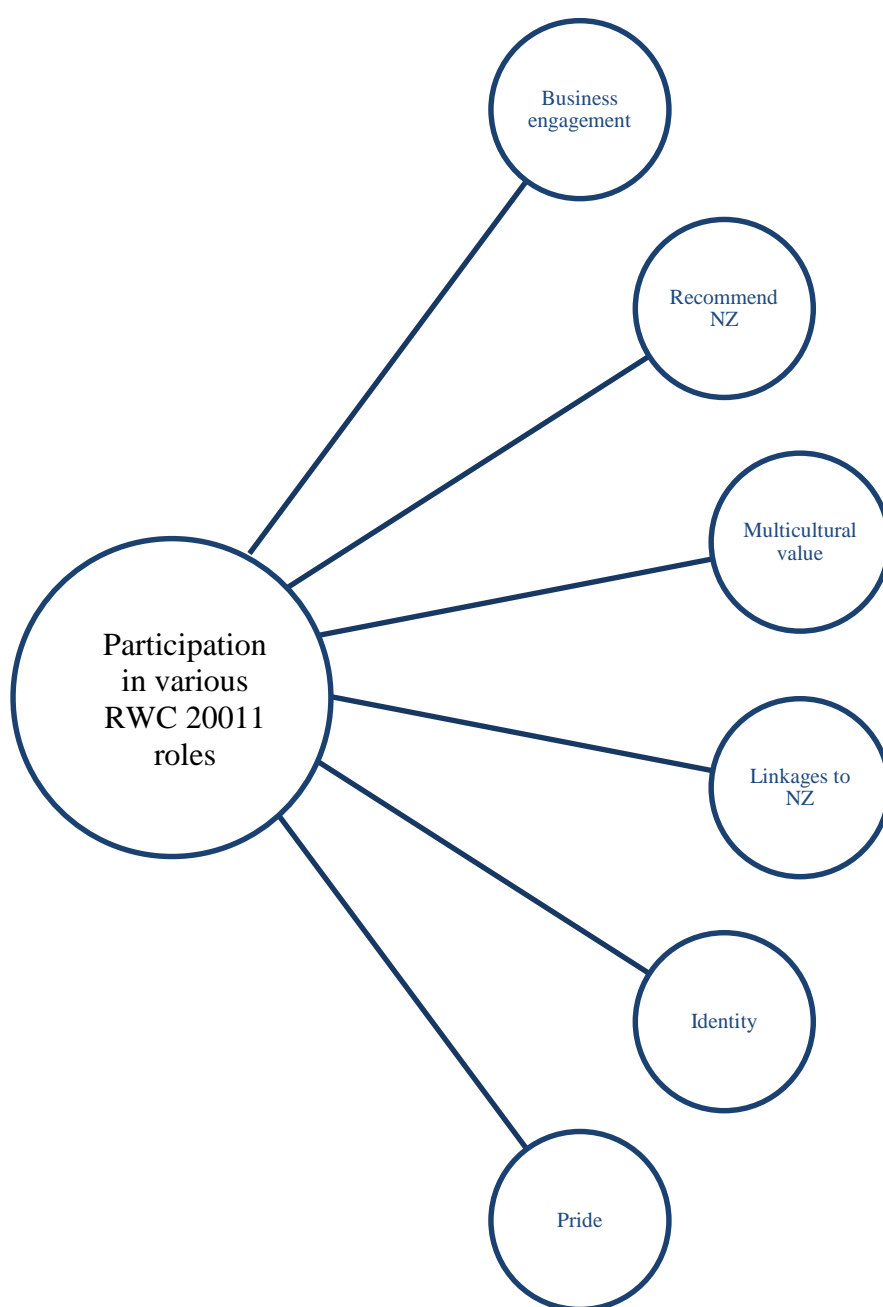 Business
engagement
Recommend
NZ
Multicultural
value
Participation
in various
RWC 20011
roles
Linkages to
NZ
Identity
Pride